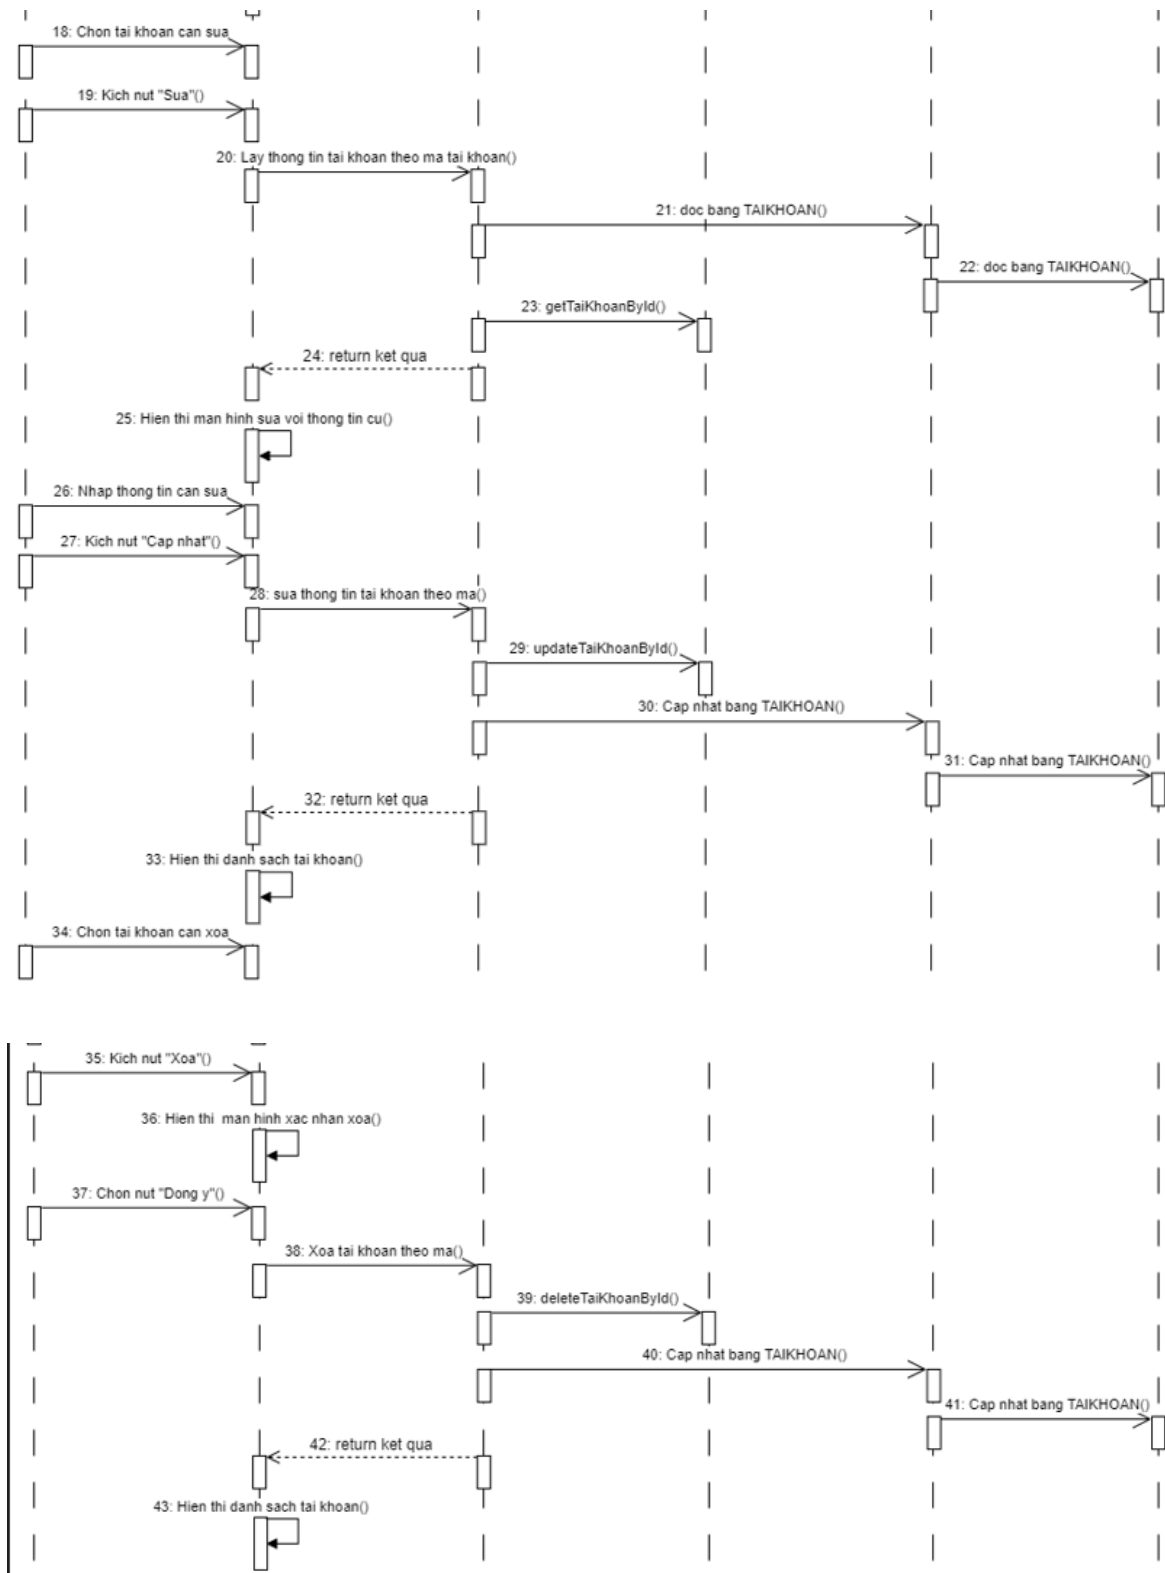 18: Chon tai khoan can sua
19: Kich nut "Sua"()
20: Lay thong tin tai khoan theo ma tai khoan()
21: doc bang TAIKHOAN()
22: doc bang TAIKHOAN()
23: getTaiKhoanById()
24: return ket qua
25: Hien thi man hinh sua voi thong tin cu()
26: Nhap thong tin can sua
27: Kich nut "Cap nhat"()
28: sua thong tin tai khoan theo ma()
29: updateTaiKhoanById()
30: Cap nhat bang TAIKHOAN()
31: Cap nhat bang TAIKHOAN()
32: return ket qua
33: Hien thi danh sach tai khoan()
34: Chon tai khoan can xoa
35: Kich nut "Xoa"()
36: Hien thi  man hinh xac nhan xoa()
37: Chon nut "Dong y"()
38: Xoa tai khoan theo ma()
39: deleteTaiKhoanById()
40: Cap nhat bang TAIKHOAN()
41: Cap nhat bang TAIKHOAN()
42: return ket qua
43: Hien thi danh sach tai khoan()